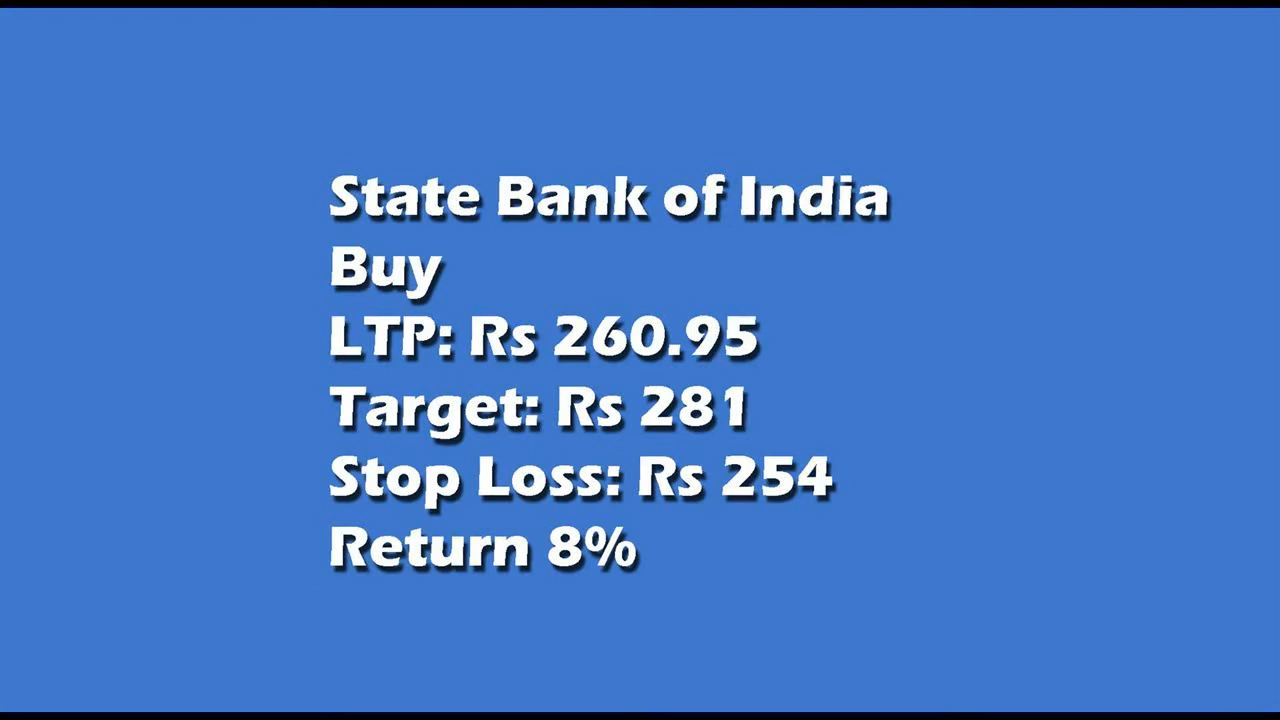 State Bank of India
Buy
LTP: Rs 260.95
Target: Rs 281
Stop Loss: Rs 254
Return 8%